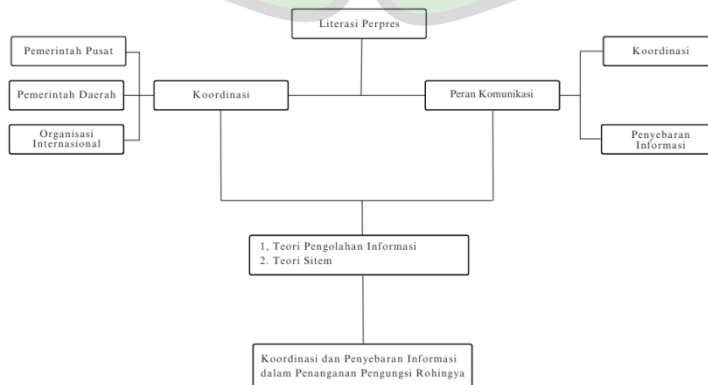 Literasi Perpres
Pemerintah Pusat
Koordinasi
Pemerintah Daerah
Koordinasi
Peran Komunikasi
Organisasi
Internasional
Penyebaran
Informasi
1, Teori Pengolahan Informasi
2. Teori Sitem
Koordinasi dan Penyebaran Informasi
dalam Penanganan Pengungsi Rohingya